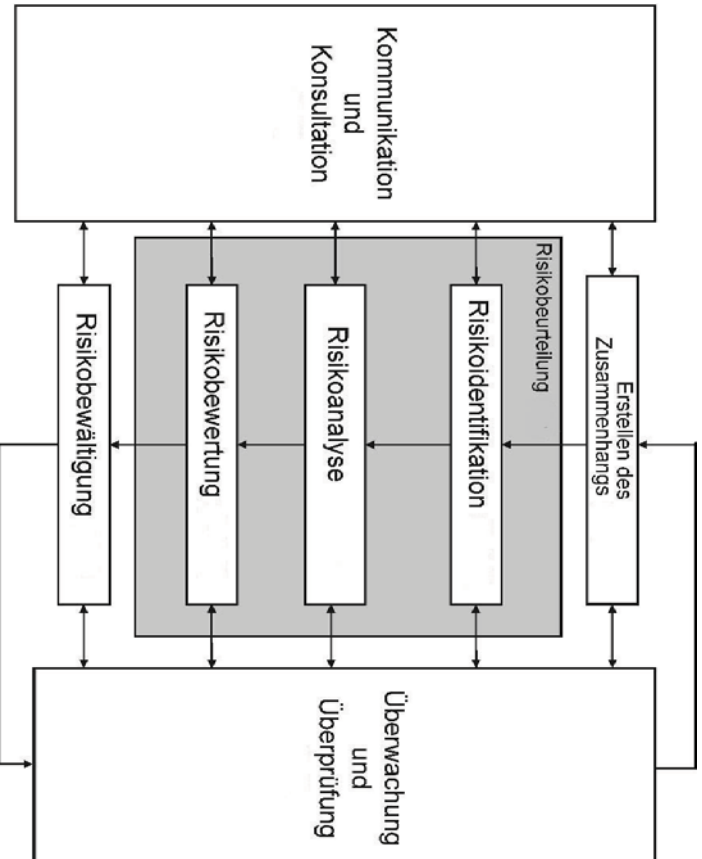 Kommunikation
und
Konsultation
Erstellen des
Zusammenhangs
Risikobeurteilung
Risikoidentifikation
Risikoanalyse
Risikobewertung
Risikobewältigung
Überwachung
und
Überprüfung